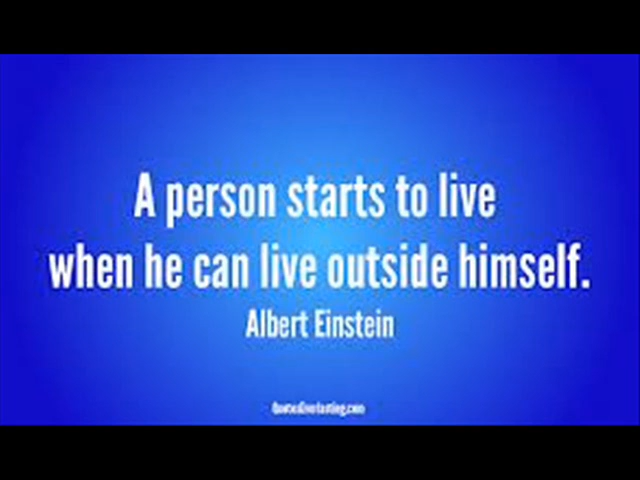 A person starts to live
when he can live outside himself.
Albert Einstein